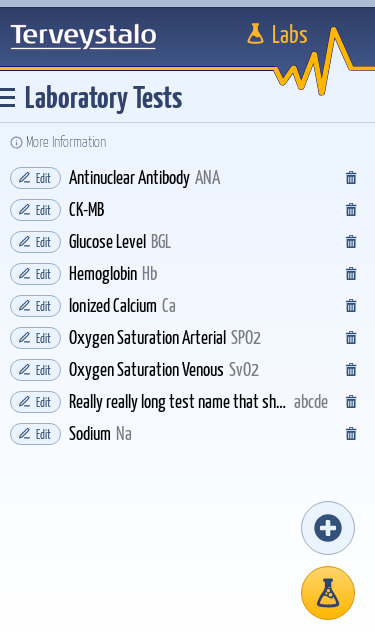 Terveystalo
Labs
Laboratory Tests
More Information
Edit Antinuclear Antibody ANA
Edit CK-MB
Edit Glucose Level BGL
Edit Hemoglobin Hb
Edit Ionized Calcium Ca
Edit Oxygen Saturation Arterial SPO2
Edit Oxygen Saturation Venous SvO2
Edit Really really long test name that sh... abcde
Edit Sodium Na